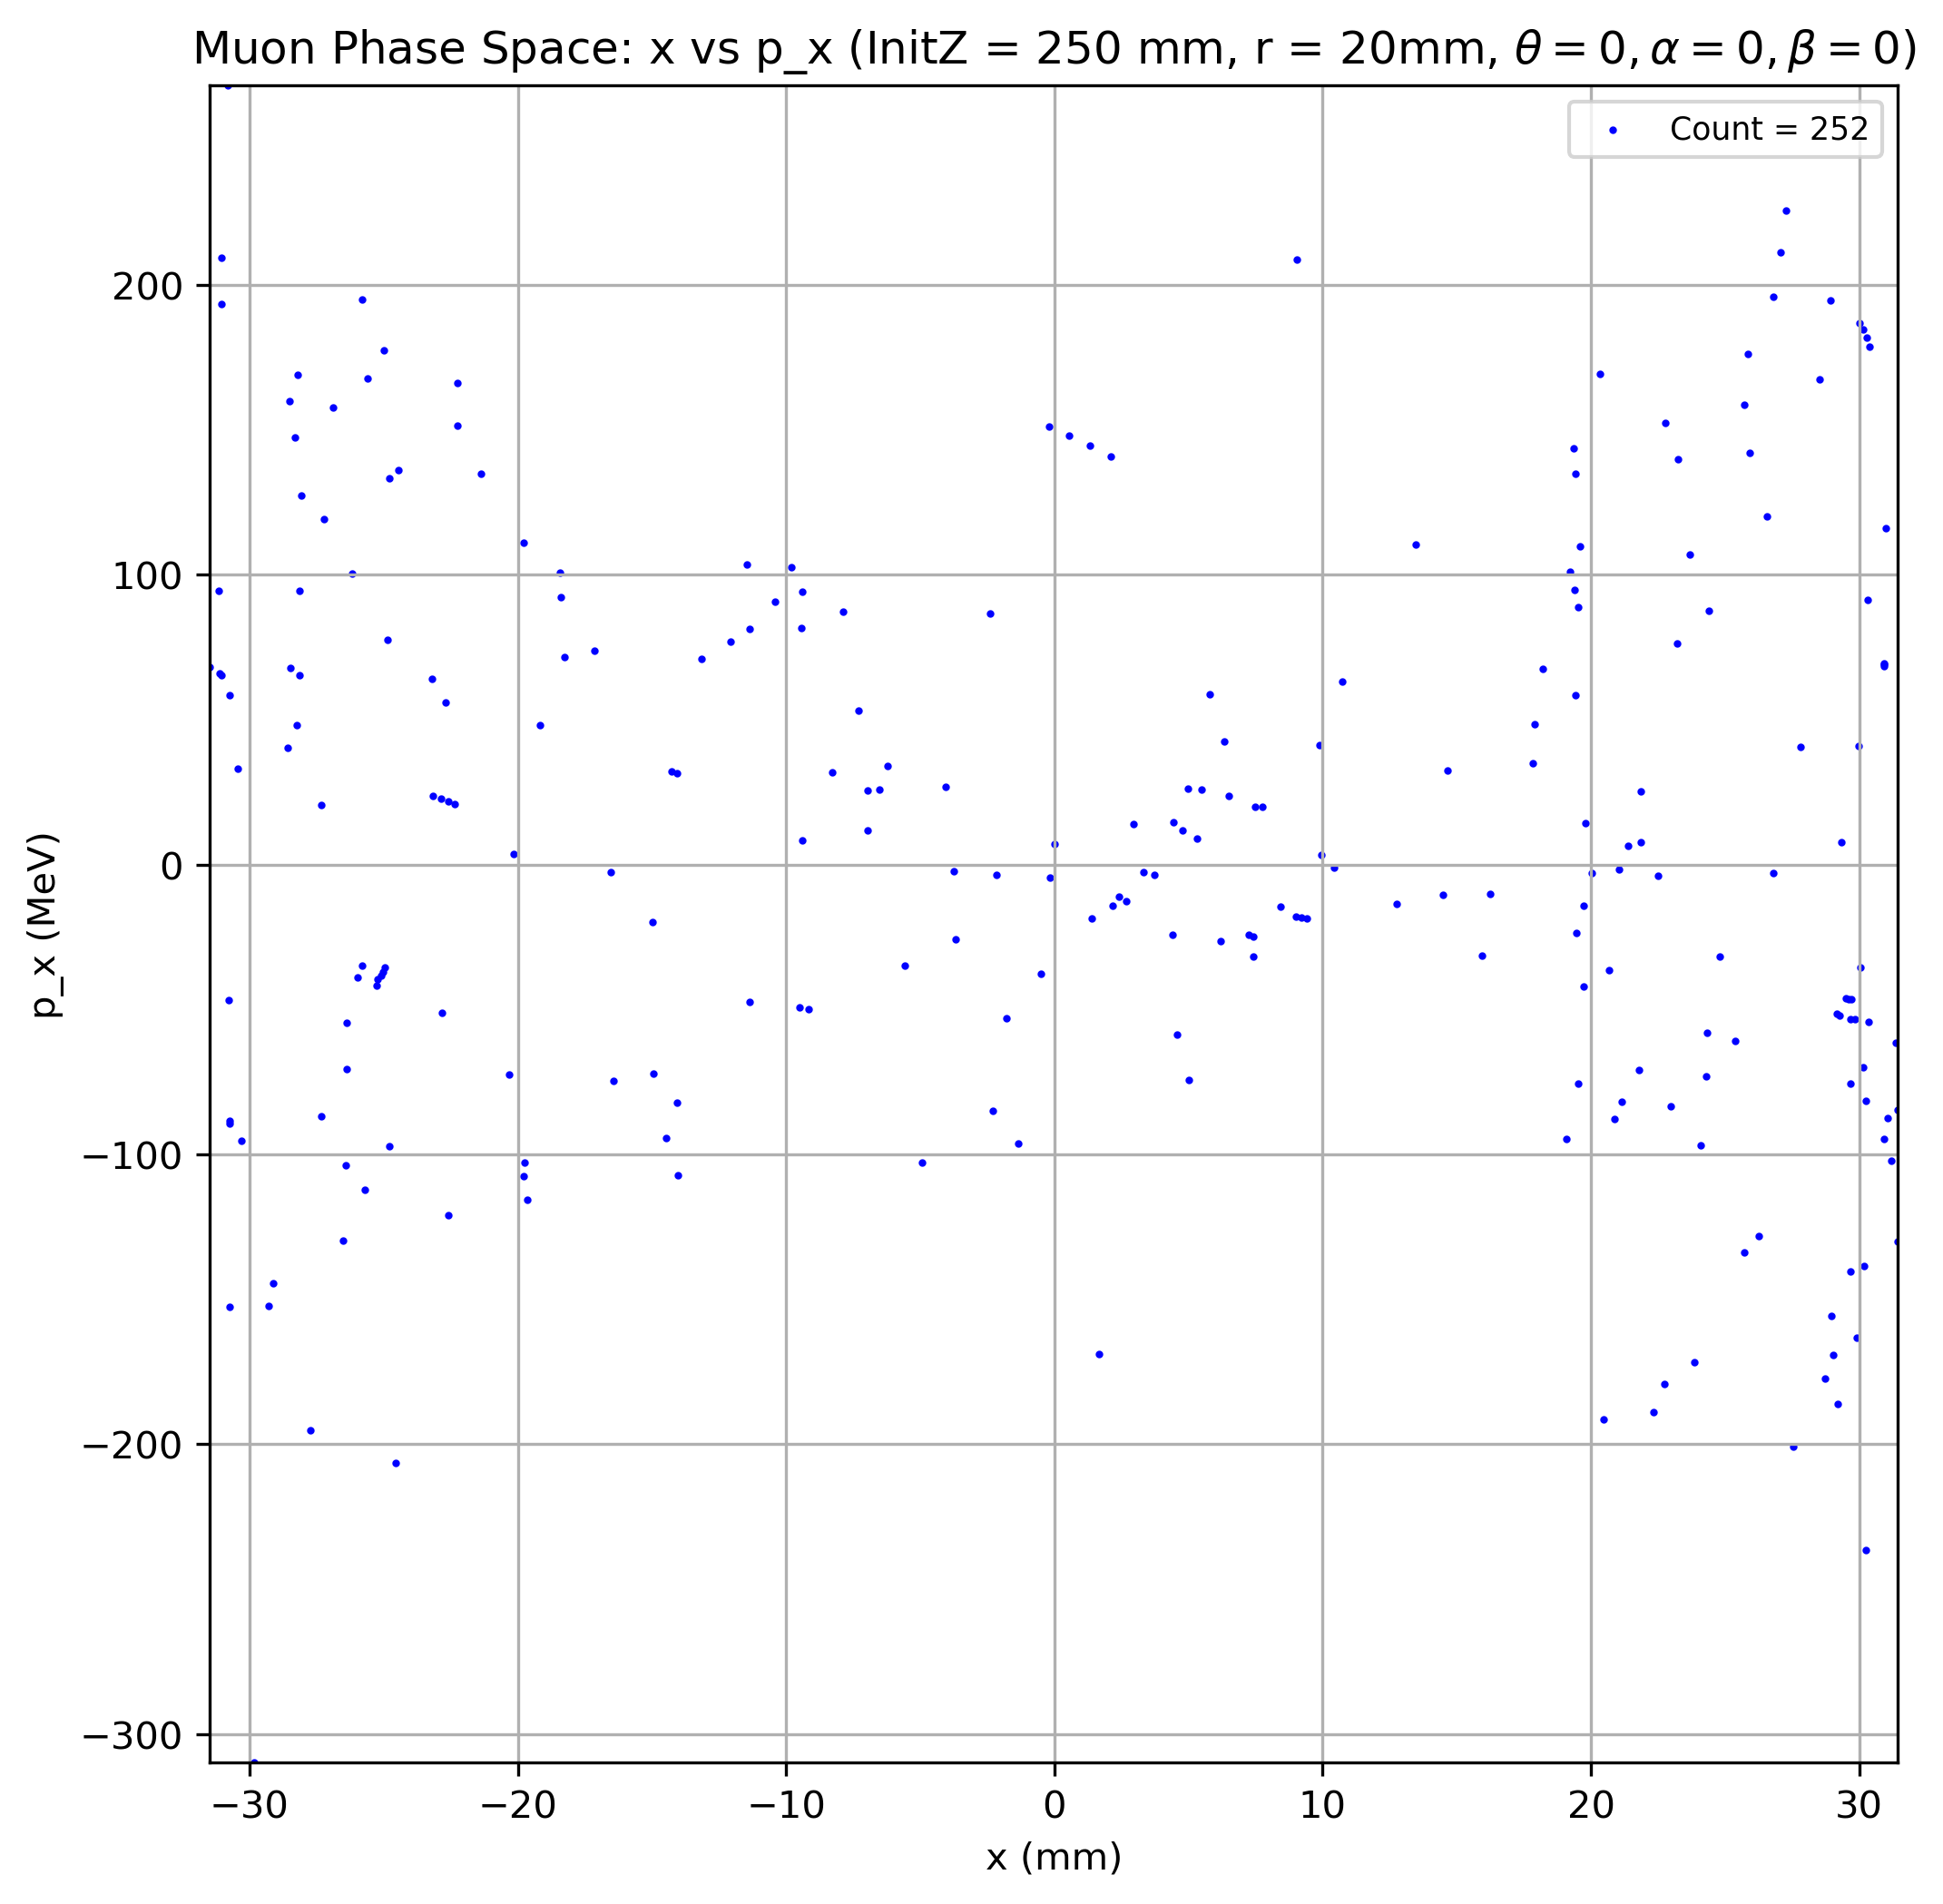 Muon Phase Space: x vs p_x (InitZ = 250 mm, r = 20mm, θ = 0, α = 0, β = 0)
Count = 252
200
100
0
−100
−200
−300
p_x (MeV)
−30 −20 −10 0 10 20 30
x (mm)